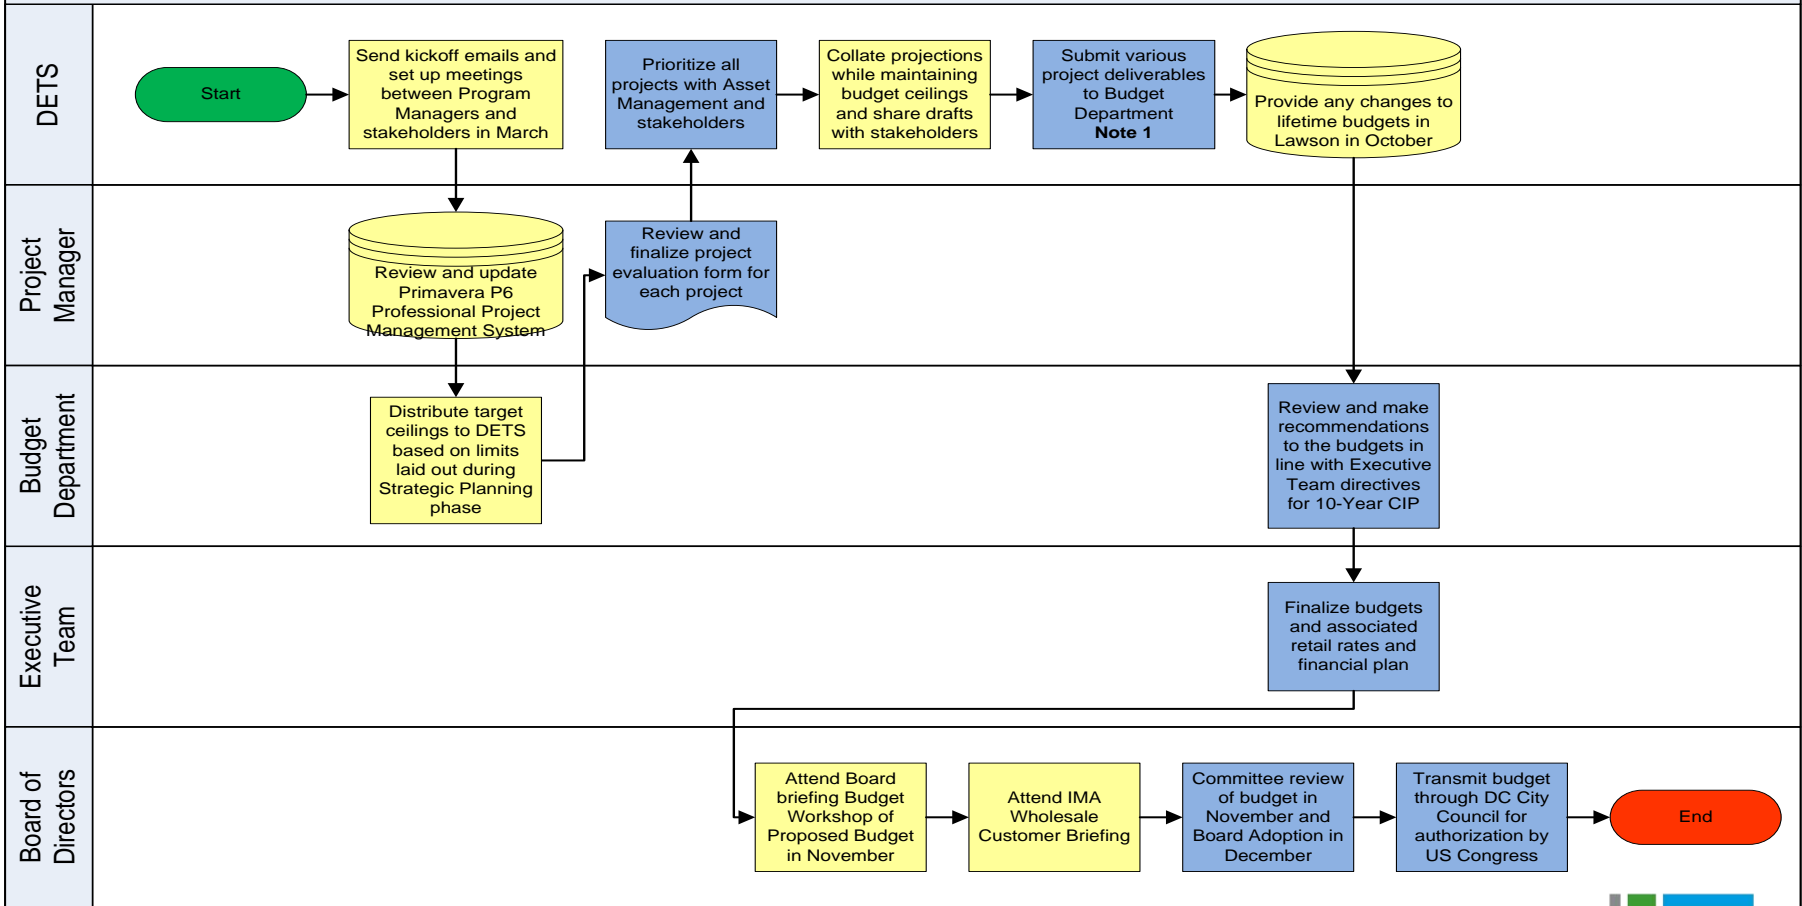 DETS
Start
Send kickoff emails and
set up meetings
between Program
Managers and
stakeholders in March
Prioritize all
projects with Asset
Management and
stakeholders
Collate projections
while maintaining
budget ceilings
and share drafts
with stakeholders
Submit various
project deliverables
to Budget
Department
Note 1
Provide any changes to
lifetime budgets in
Lawson in October
Project
Manager
Review and update
Primavera P6
Professional Project
Management System
Review and
finalize project
evaluation form for
each project
Budget
Department
Distribute target
ceilings to DETS
based on limits
laid out during
Strategic Planning
phase
Review and make
recommendations
to the budgets in
line with Executive
Team directives
for 10-Year CIP
Executive
Team
Finalize budgets
and associated
retail rates and
financial plan
Board of
Directors
Attend Board
briefing Budget
Workshop of
Proposed Budget
in November
Attend IMA
Wholesale
Customer Briefing
Committee review
of budget in
November and
Board Adoption in
December
Transmit budget
through DC City
Council for
authorization by
US Congress
End